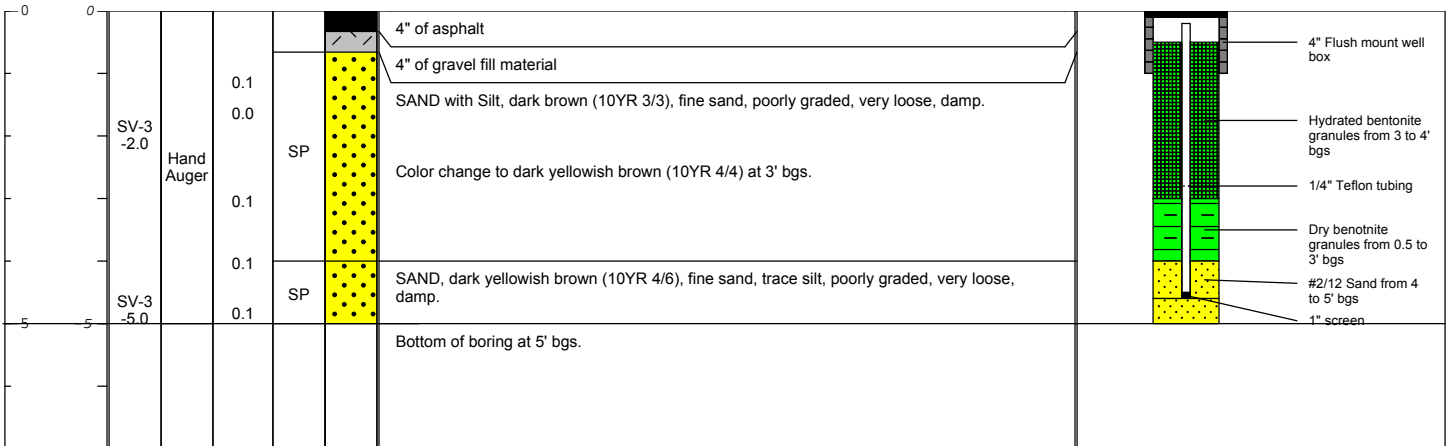 0
0
4" of asphalt
4" of gravel fill material
SAND with Silt, dark brown (10YR 3/3), fine sand, poorly graded, very loose, damp.
Color change to dark yellowish brown (10YR 4/4) at 3' bgs.
SAND, dark yellowish brown (10YR 4/6), fine sand, trace silt, poorly graded, very loose,
damp.
Bottom of boring at 5' bgs.
SV-3
-2.0
SV-3
-5.0
Hand
Auger
0.1
0.0
0.1
0.1
0.1
SP
SP
5
-5
4" Flush mount well
box
Hydrated bentonite
granules from 3 to 4'
bgs
1/4" Teflon tubing
Dry benotnite
granules from 0.5 to
3' bgs
#2/12 Sand from 4
to 5' bgs
1" screen